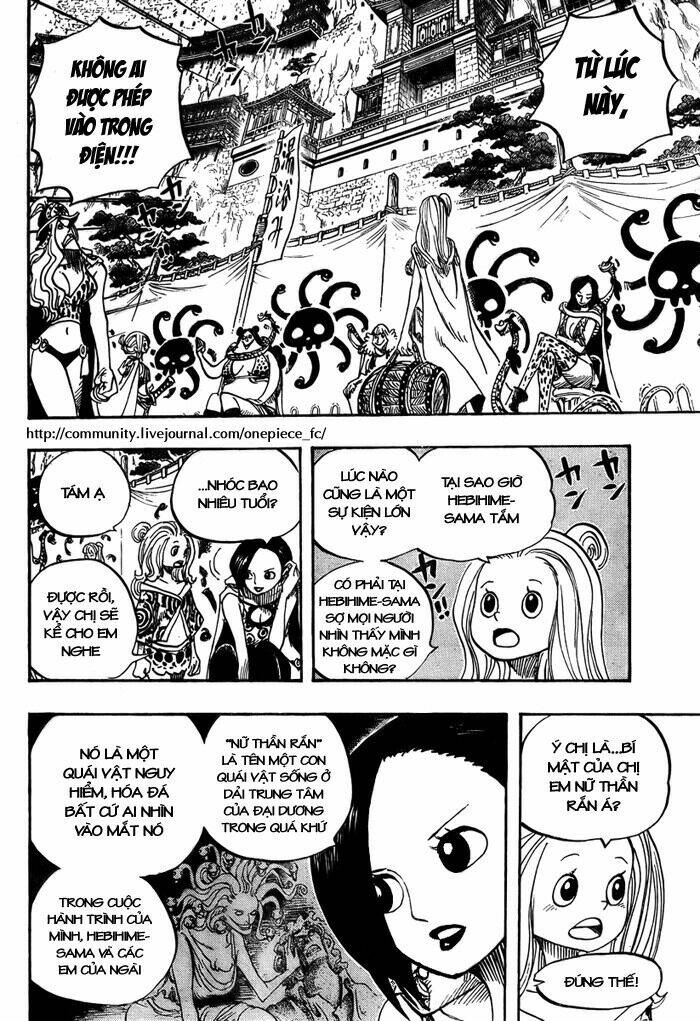 TỪ LÚC
NÀY,
KHÔNG AI
ĐƯỢC PHÉP
VÀO TRONG
ĐIỆN!!!
http://community.livejournal.com/onepiece_fc/
TẠI SAO GIỜ
HEBIHIME-
SAMA TẮM
LÚC NÀO
CŨNG LÀ MỘT
SỰ KIỆN LỚN
VẬY?
CÓ PHẢI TẠI
HEBIHIME-SAMA
SỢ MỌI NGƯỜI
NHÌN THẤY MÌNH
KHÔNG MẶC GÌ
KHÔNG?
...NHÓC BAO
NHIÊU TUỔI?
TÁM Ạ
ĐƯỢC RỒI,
VẬY CHỊ SẼ
KỂ CHO EM
NGHE
Ý CHỊ LÀ...BÍ
MẬT CỦA CHỊ
EM NỮ THẦN
RẮN Á?
ĐÚNG THẾ!
“NỮ THẦN RẮN”
LÀ TÊN MỘT CON
QUÁI VẬT SỐNG Ở
DẢI TRUNG TÂM
CỦA ĐẠI DƯƠNG
TRONG QUÁ KHỨ
NÓ LÀ MỘT
QUÁI VẬT NGUY
HIỂM, HÓA ĐÁ
BẤT CỨ AI NHÌN
VÀO MẮT NÓ
TRONG CUỘC
HÀNH TRÌNH CỦA
MÌNH, HEBIHIME-
SAMA VÀ CÁC
EM CỦA NGÀI